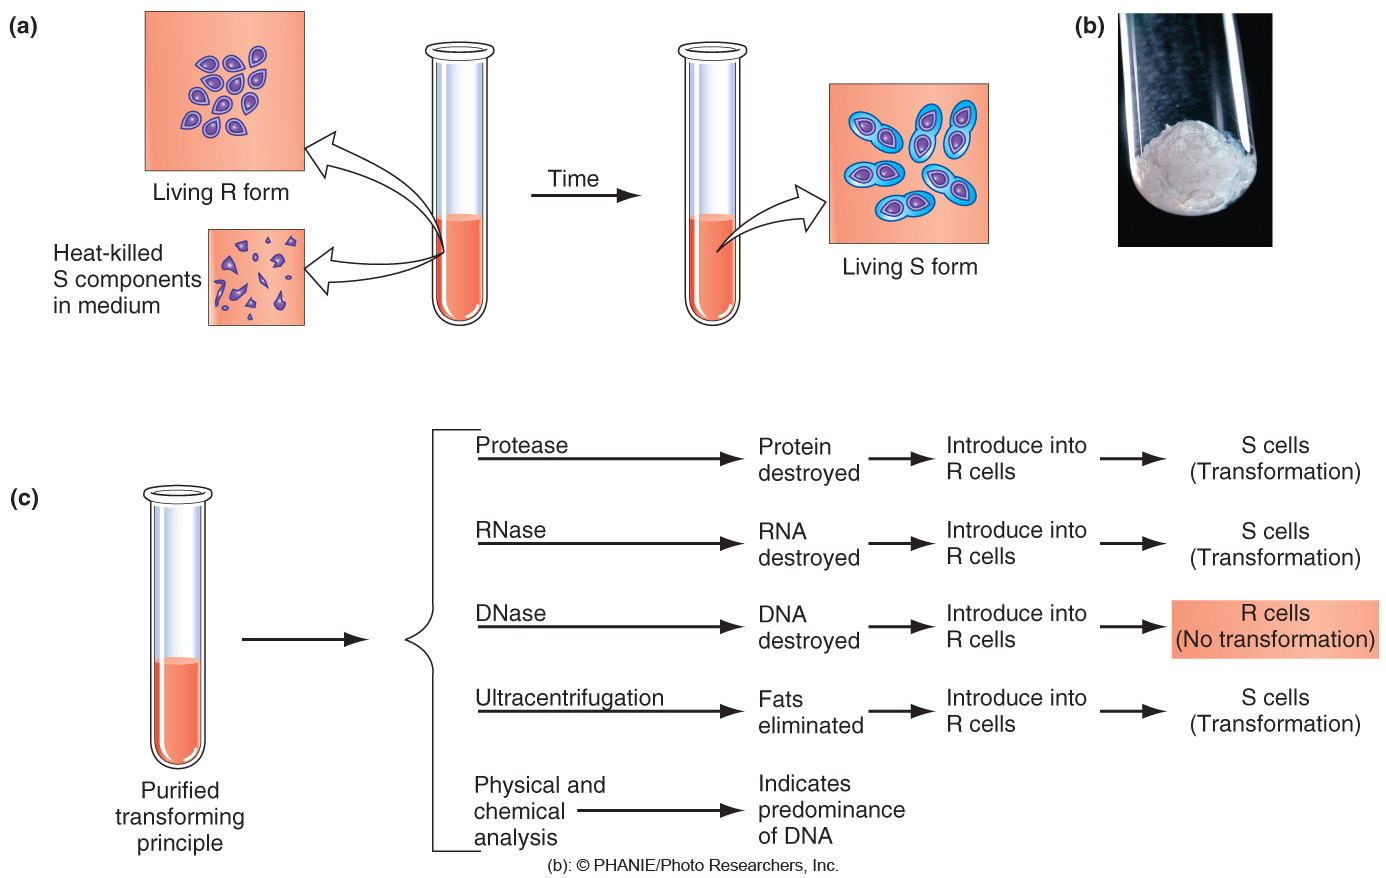 (a)
Living R form
Heat-killed
S components
in medium
Time
Living S form
(b)
(c)
Purified
transforming
principle
Protease
Protein
destroyed
Introduce into
R cells
S cells
(Transformation)
RNase
RNA
destroyed
Introduce into
R cells
S cells
(Transformation)
DNase
DNA
destroyed
Introduce into
R cells
R cells
(No transformation)
Ultracentrifugation
Fats
eliminated
Introduce into
R cells
S cells
(Transformation)
Physical and
chemical
analysis
Indicates
predominance
of DNA
(b): © PHANIE/Photo Researchers, Inc.